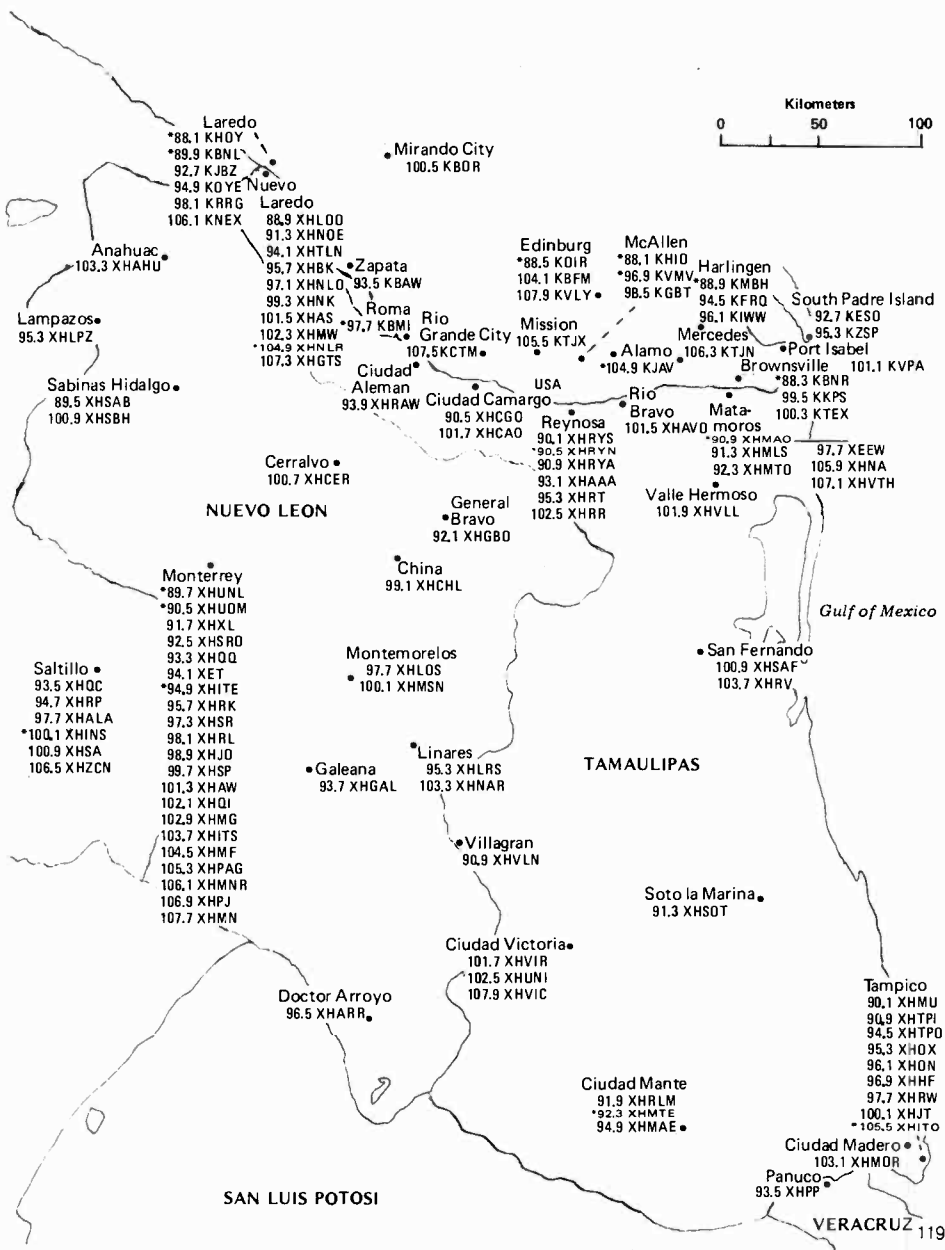 Kilometers
0 50 100
Laredo
*88.1 KHOY
*89.9 KBNL
92.7 KJBZ
94.9 KOYE
98.1 KRRG
106.1 KNEX
Nuevo
Laredo
88.9 XHLOO
91.3 XHNOE
94.1 XHTLN
95.7 XHBK
97.1 XHNLO
99.3 XHNK
101.5 XHAS
102.3 XHMW
*104.9 XHNLR
107.3 XHGTS
Mirando City
100.5 KBDR
Anahuac
103.3 XHAHU
Lampazos
95.3 XHLPZ
Sabinas Hidalgo
89.5 XHSAB
100.9 XHSBH
Zapata
93.5 KBAW
Roma
*97.7 KBMI
Rio
Grande City
107.5 KCTM
Ciudad
Aleman
93.9 XHRAW
Edinburg
*88.5 KOIR
104.1 KBFM
107.9 KVLY
Mission
105.5 KTJX
McAllen
*88.1 KHID
*96.9 KVMV
98.5 KGBT
Harlingen
*88.9 KMBH
94.5 KFRQ
96.1 KIWW
South Padre Island
92.7 KESO
95.3 KZSP
Mercedes
106.3 KTJN
Alamo
*104.9 KJAV
Port Isabel
101.1 KVPA
Brownsville
*88.3 KBNR
99.5 KKPS
100.3 KTEX
USA
Ciudad Camargo
90.5 XHCGO
101.7 XHCAO
Rio
Bravo
101.5 XHAVO
Reynosa
90.1 XHRYS
*90.5 XHRYN
90.9 XHRYA
93.1 XHAAA
95.3 XHRT
102.5 XHRR
Mata-
moros
*90.9 XHMAO
91.3 XHMLS
92.3 XHMTO
97.7 XEEW
105.9 XHNA
107.1 XHVTH
Valle Hermoso
101.9 XHVLL
Cerralvo
100.7 XHCER
NUEVO LEON
General
Bravo
92.1 XHGBO
China
99.1 XHCHL
Monterrey
*89.7 XHUNL
*90.5 XHUDM
91.7 XHXL
92.5 XHSRO
93.3 XHQQ
94.1 XET
*94.9 XHITE
95.7 XHRK
97.3 XHSR
98.1 XHRL
98.9 XHJD
99.7 XHSP
101.3 XHAW
102.1 XHQI
102.9 XHMG
103.7 XHITS
104.5 XHMF
105.3 XHPAG
106.1 XHMNR
106.9 XHPJ
107.7 XHMN
Gulf of Mexico
Saltillo
93.5 XHQC
94.7 XHRP
97.7 XHALA
*100.1 XHINS
100.9 XHSA
106.5 XHZCN
Montemorelos
97.7 XHLOS
100.1 XHMSN
San Fernando
100.9 XHSAF
103.7 XHRV
Galeana
93.7 XHGAL
Linares
95.3 XHLRS
103.3 XHNAR
TAMAULIPAS
Villagran
90.9 XHVLN
Soto la Marina
91.3 XHSOT
Ciudad Victoria
101.7 XHVIR
102.5 XHUNI
107.9 XHVIC
Doctor Arroyo
96.5 XHARR
Tampico
90.1 XHMU
90.9 XHTPI
94.5 XHTPO
95.3 XHOX
96.1 XHON
96.9 XHHF
97.7 XHRW
100.1 XHJT
*105.5 XHITO
Ciudad Mante
91.9 XHRLM
*92.3 XHMTE
94.9 XHMAE
Ciudad Madero
103.1 XHMOR
Panuco
93.5 XHPP
SAN LUIS POTOSI
VERACRUZ
119